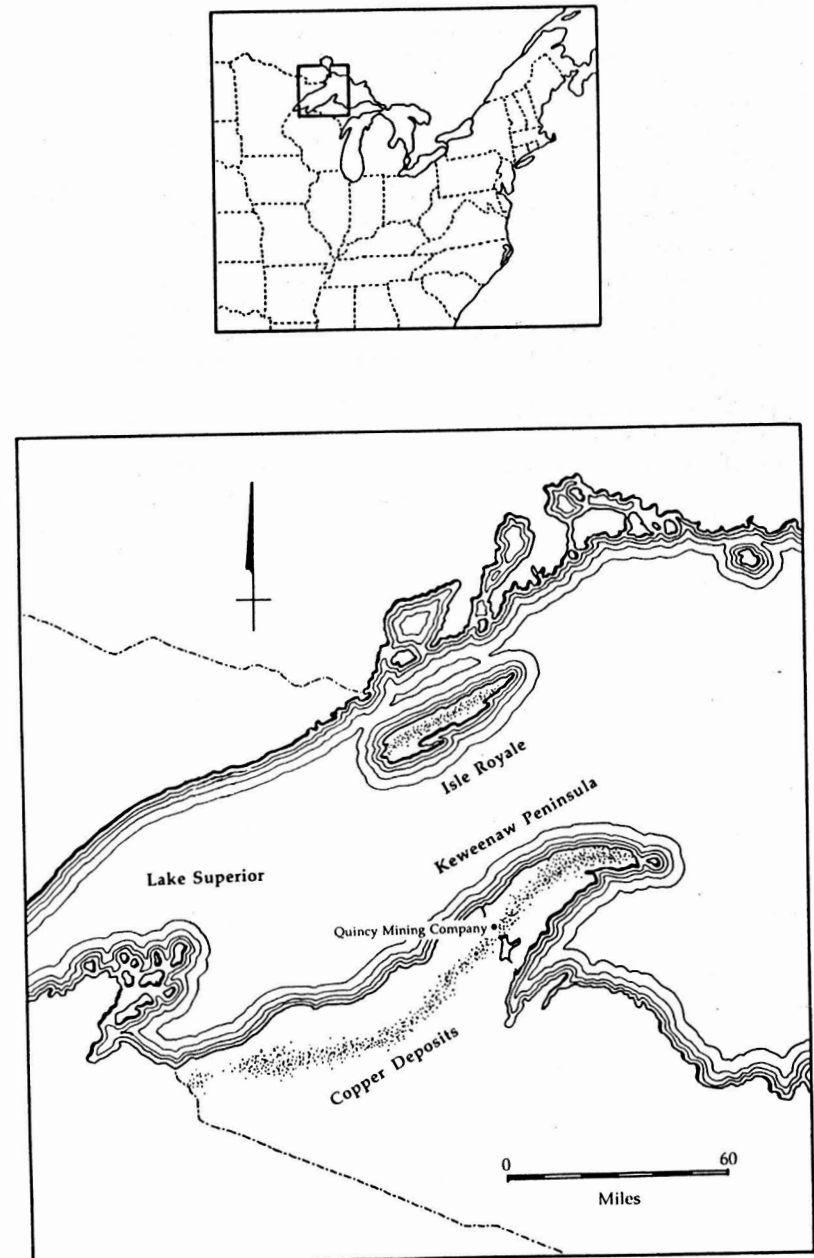 Isle Royale
Keweenaw Peninsula
Lake Superior
Quincy Mining Company
Copper Deposits
0 60
Miles